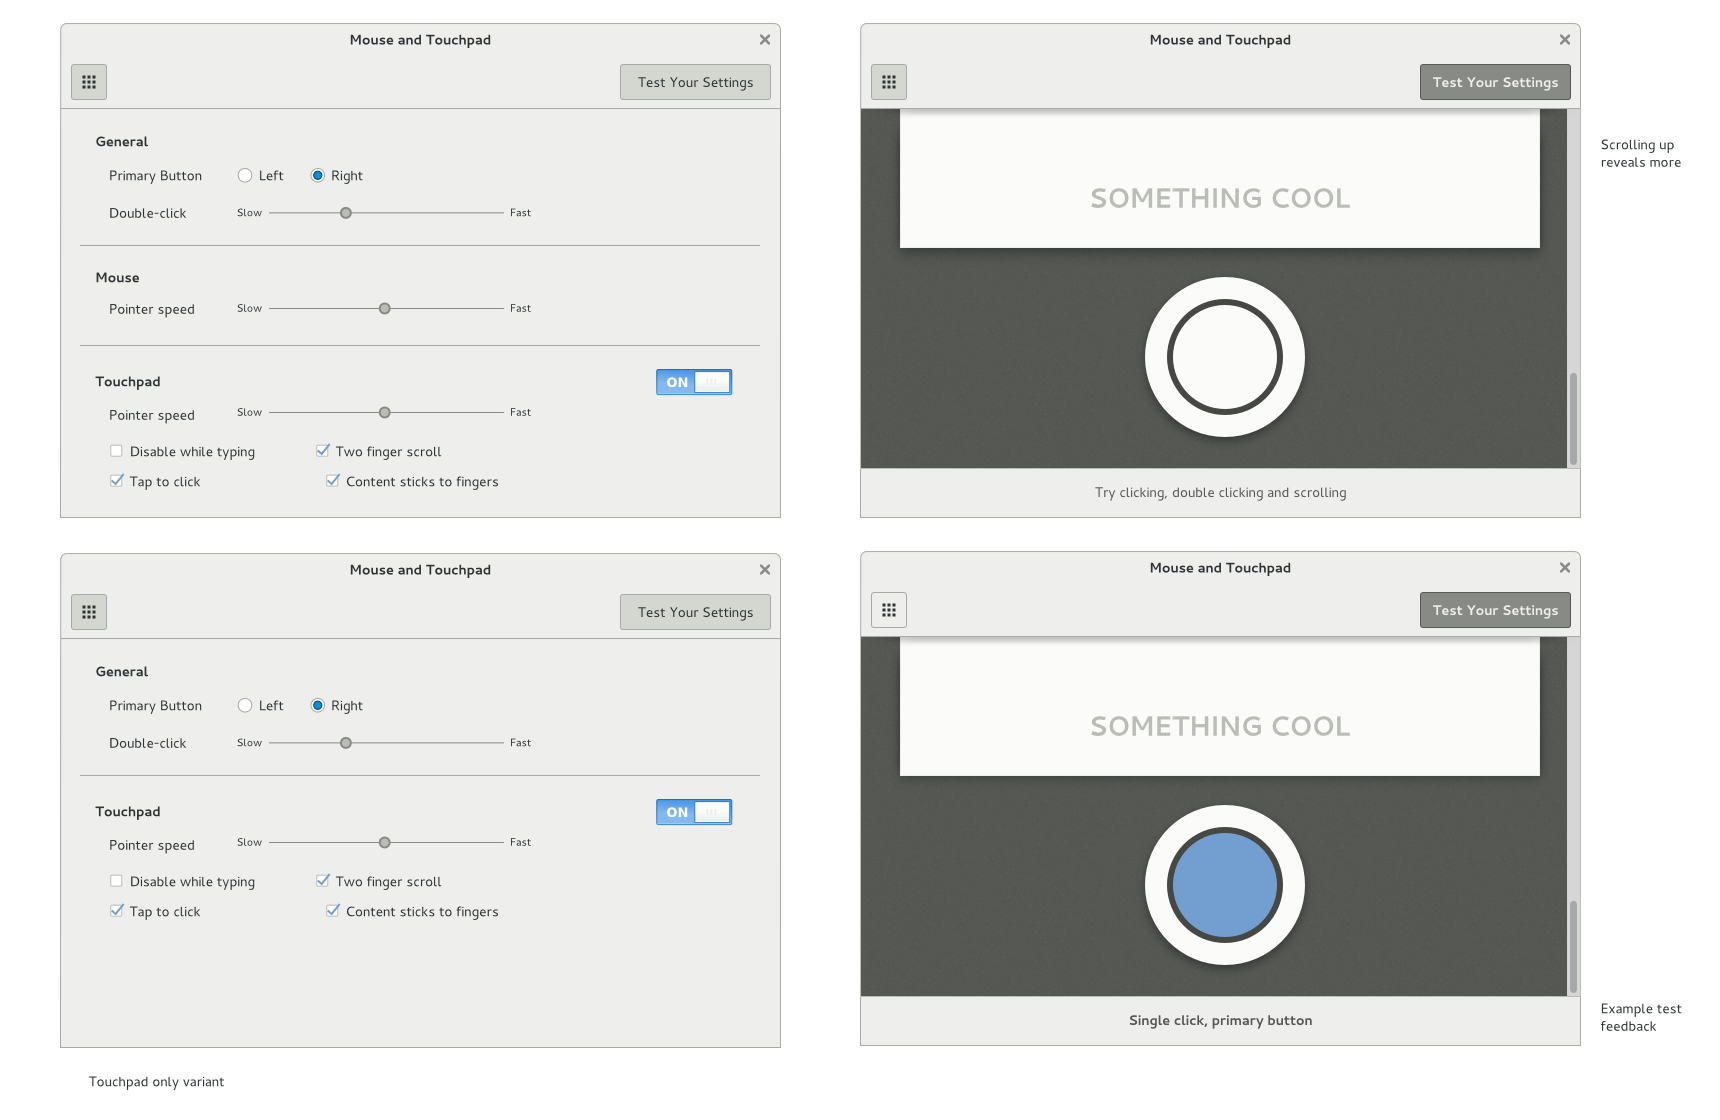 Mouse and Touchpad
Test Your Settings
General
Primary Button Left Right
Double-click Slow Fast
Mouse
Pointer speed Slow Fast
Touchpad ON
Pointer speed Slow Fast
Disable while typing Two finger scroll
Tap to click Content sticks to fingers
Mouse and Touchpad
Test Your Settings
SOMETHING COOL
Try clicking, double clicking and scrolling
Scrolling up
reveals more
Mouse and Touchpad
Test Your Settings
General
Primary Button Left Right
Double-click Slow Fast
Touchpad ON
Pointer speed Slow Fast
Disable while typing Two finger scroll
Tap to click Content sticks to fingers
Touchpad only variant
Mouse and Touchpad
Test Your Settings
SOMETHING COOL
Single click, primary button
Example test
feedback